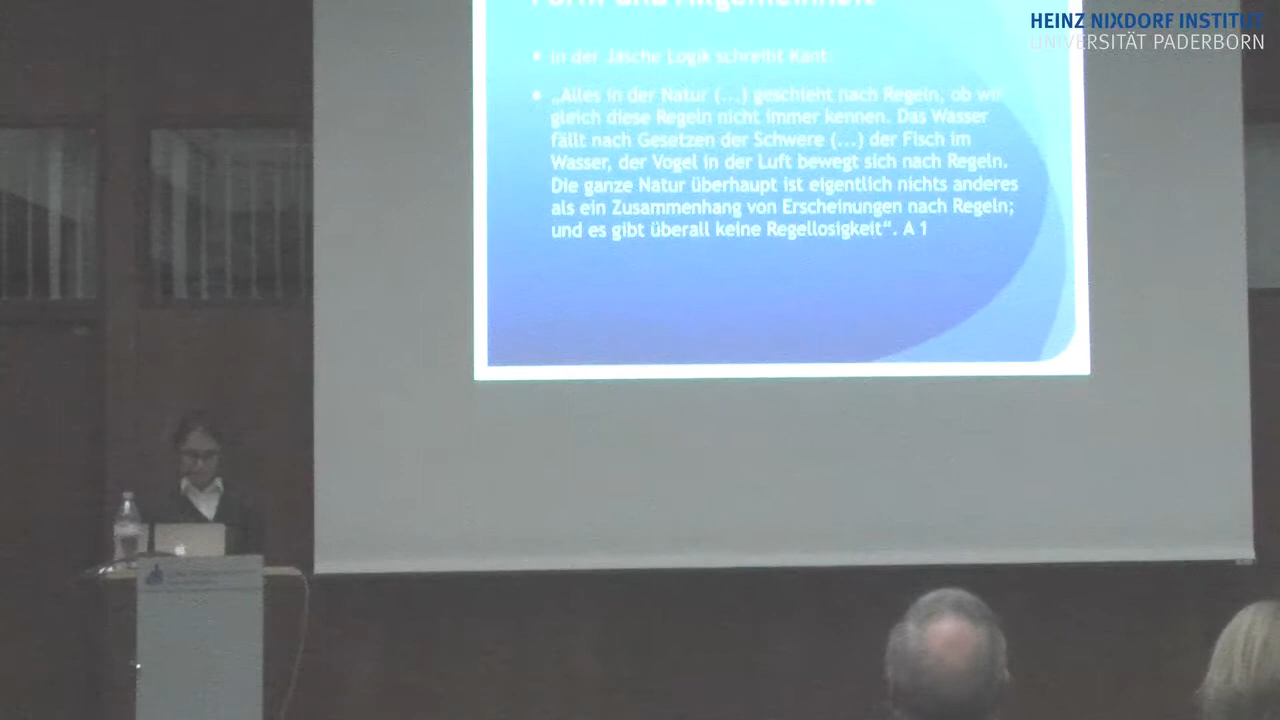 HEINZ NIXDORF INSTITUT
UNIVERSITÄT PADERBORN
Form und Allgemeinheit
• In der Jäsche Logik schreibt Kant:
• „Alles in der Natur (...) geschieht nach Regeln, ob wir
gleich diese Regeln nicht immer kennen. Das Wasser
fällt nach Gesetzen der Schwere (...) der Fisch im
Wasser, der Vogel in der Luft bewegt sich nach Regeln.
Die ganze Natur überhaupt ist eigentlich nichts anderes
als ein Zusammenhang von Erscheinungen nach Regeln;
und es gibt überall keine Regellosigkeit“. A 1